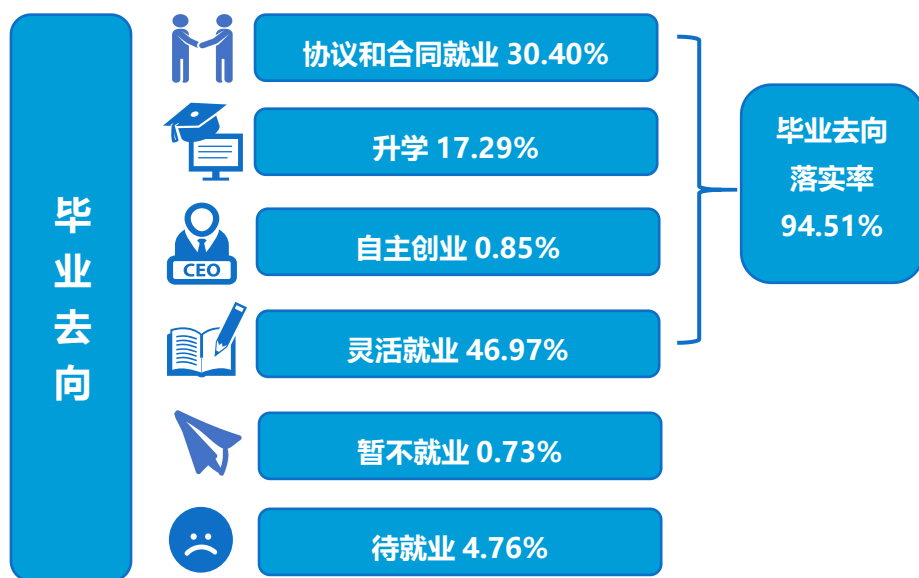 毕业去向
协议和合同就业 30.40%
升学 17.29%
CEO
自主创业 0.85%
灵活就业 46.97%
暂不就业 0.73%
待就业 4.76%
毕业去向
落实率
94.51%